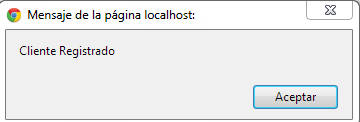 Mensaje de la página localhost:
Cliente Registrado
Aceptar